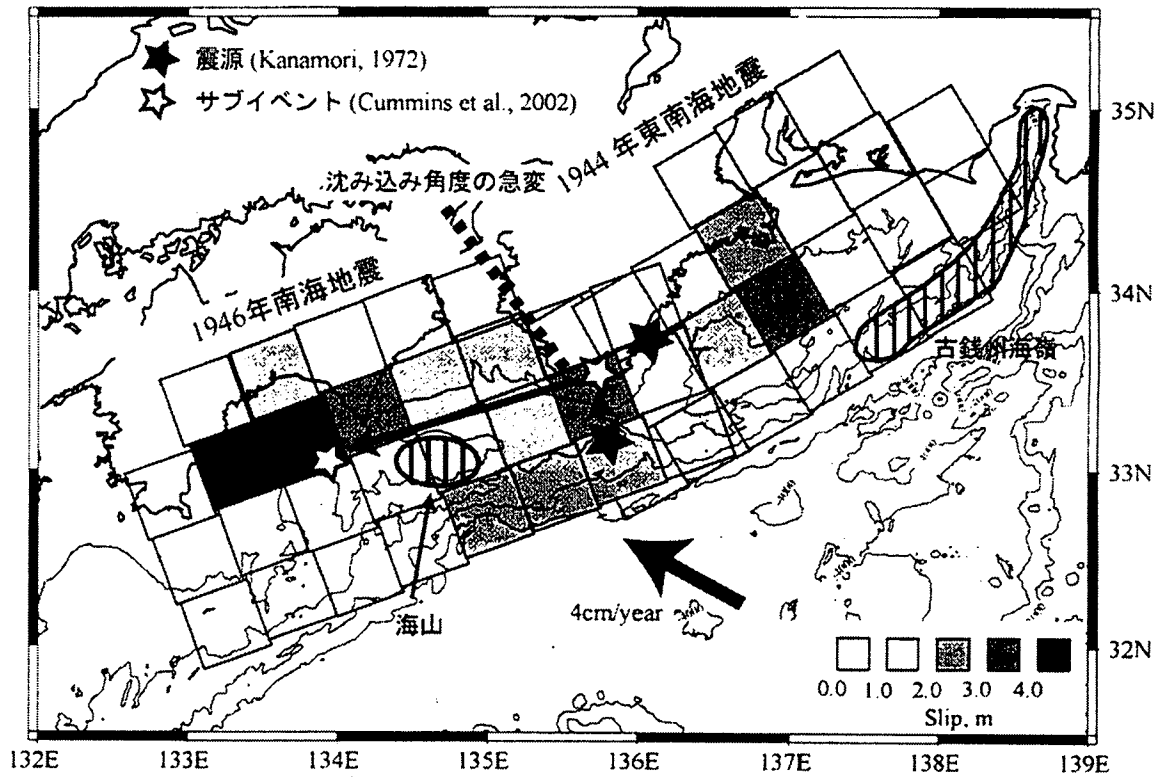 震源 (Kanamori, 1972)
サブイベント (Cummins et al., 2002)
1944 年東南海地震
沈み込み角度の急変
1946年南海地震
古銭州海嶺
海山
4cm/year
35N
34N
33N
32N
0.0 1.0 2.0 3.0 4.0
Slip, m
132E 133E 134E 135E 136E 137E 138E 139E